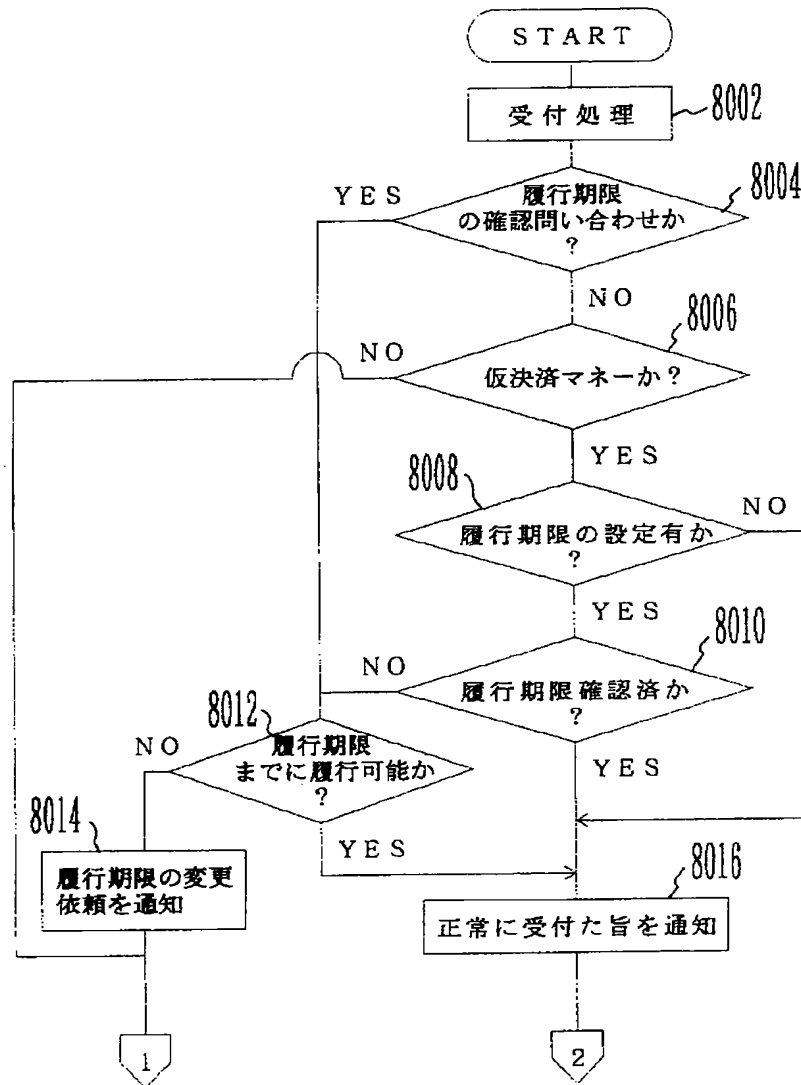 START
受付処理
8002
履行期限
の確認問い合わせか
?
8004
YES
NO
仮決済マネーか?
8006
NO
YES
履行期限の設定有か
?
8008
NO
YES
履行期限確認済か
?
8010
NO
YES
履行期限
までに履行可能か
?
8012
NO
YES
履行期限の変更
依頼を通知
8014
正常に受付た旨を通知
8016
1
2